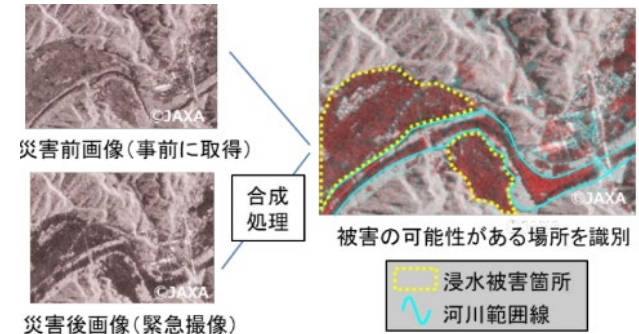 ©JAXA
災害前画像（事前に取得）
©JAXA
災害後画像（緊急撮像）
合成
処理
©JAXA
被害の可能性がある場所を識別
浸水被害箇所
河川範囲線